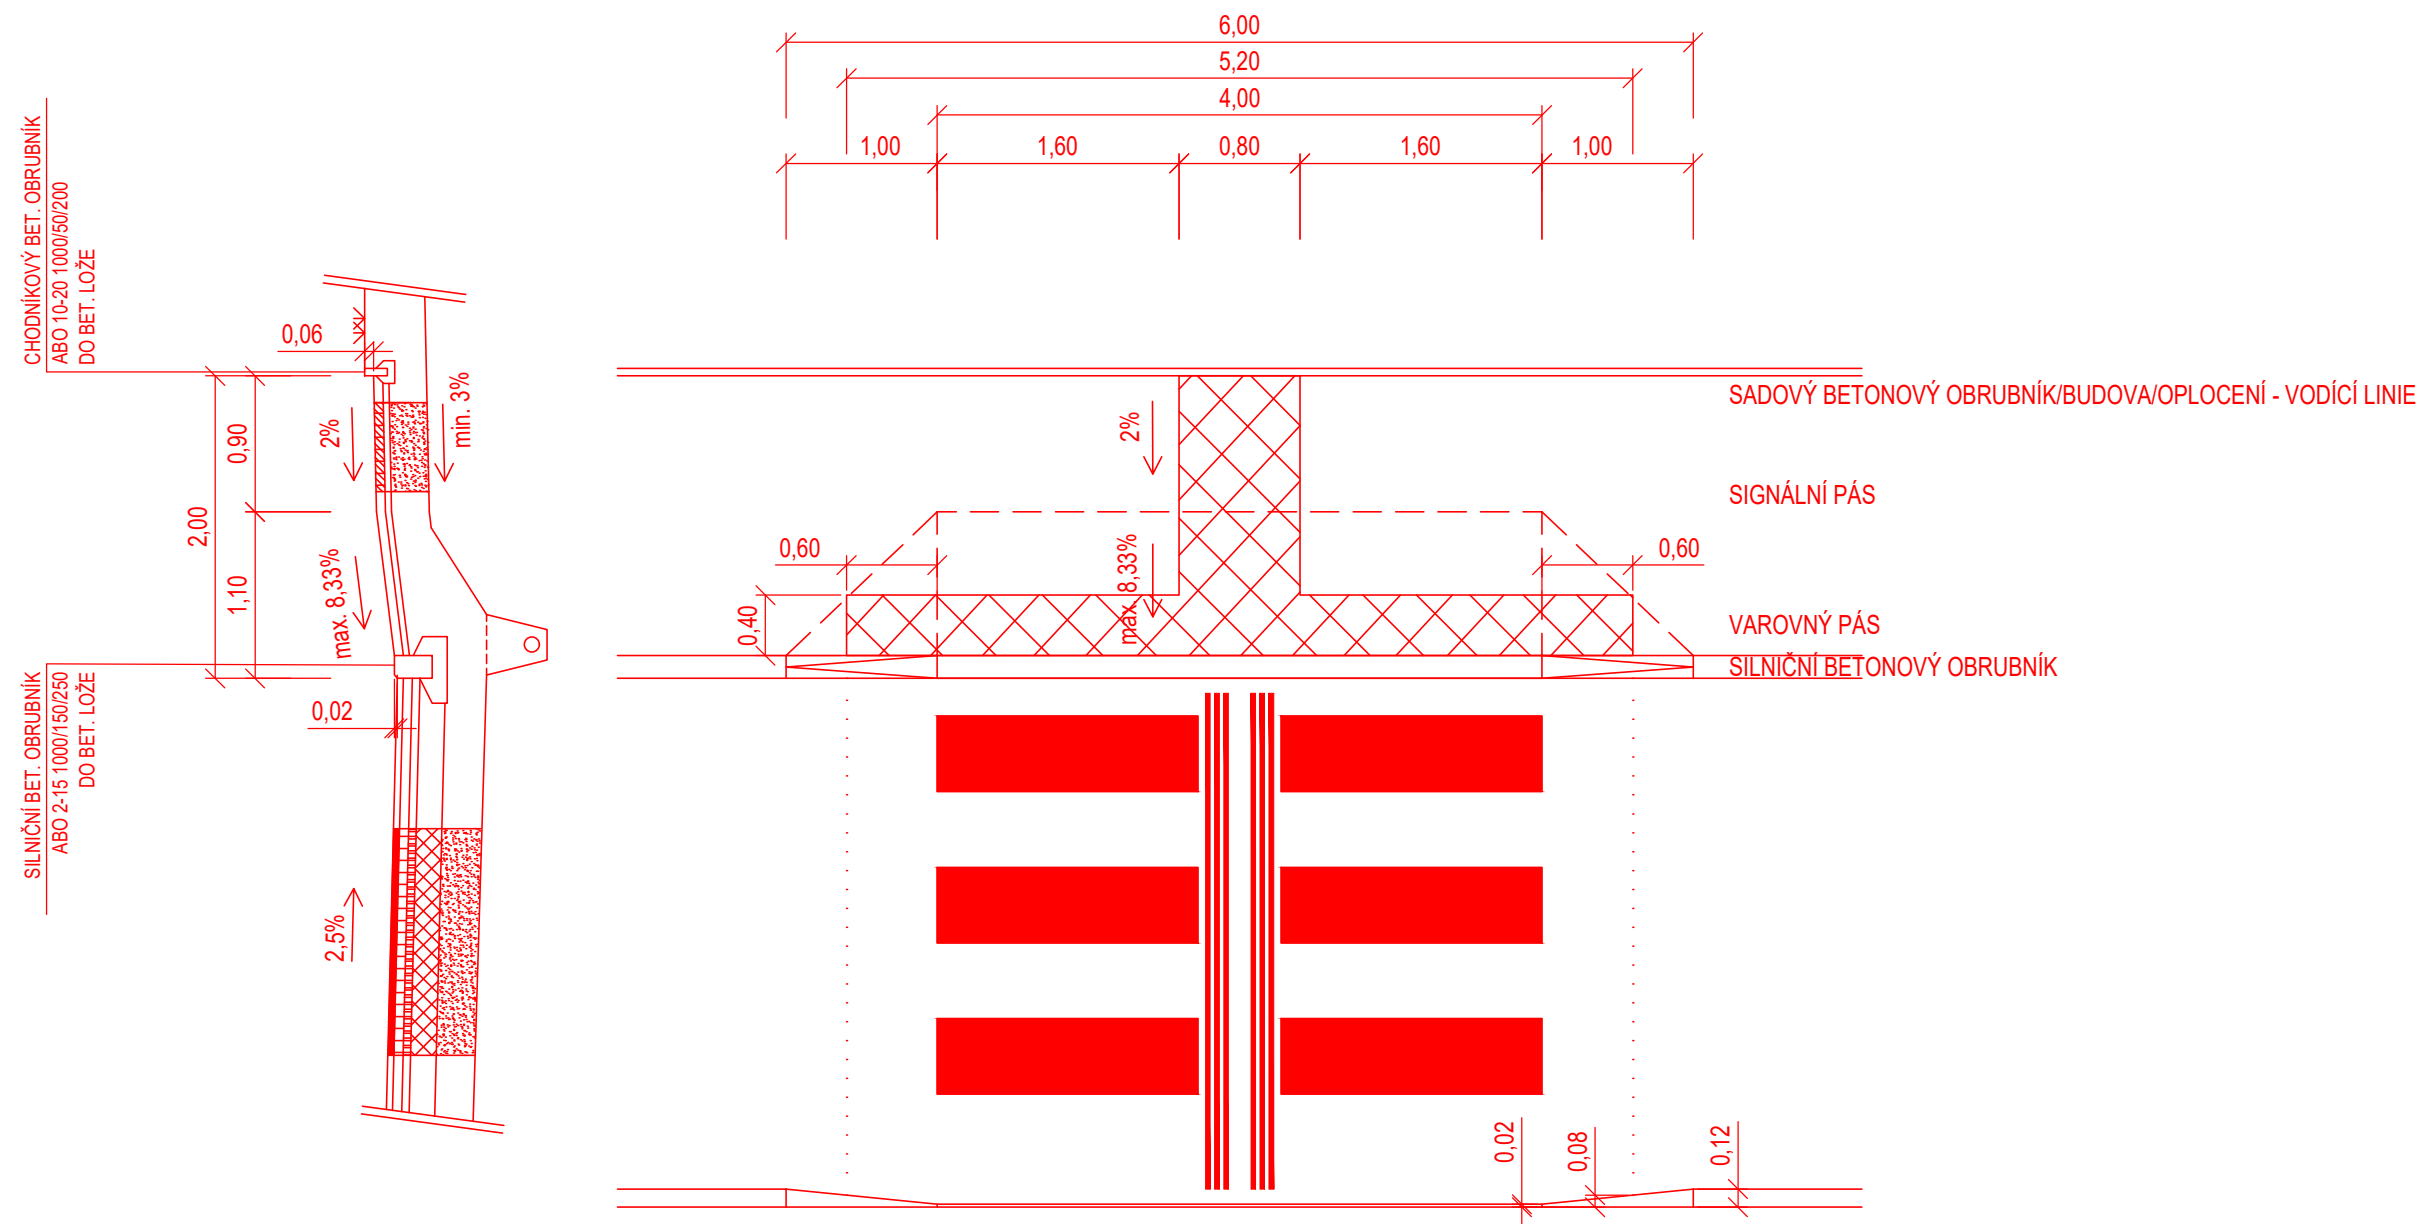 6,00
5,20
4,00
1,00
1,60
0,80
1,60
1,00
CHODNÍKOVÝ BET. OBRUBNÍK
ABO 10-20 1000/50/200
DO BET. LOŽE
0,06
2%
min. 3%
0,90
2,00
1,10
max. 8,33%
SILNIČNÍ BET. OBRUBNÍK
ABO 2-15 1000/150/250
DO BET. LOŽE
0,02
2,5%
2%
max. 8,33%
0,60
0,60
0,40
SADOVÝ BETONOVÝ OBRUBNÍK/BUDOVA/OPLOCENÍ - VODÍCÍ LINIE
SIGNÁLNÍ PÁS
VAROVNÝ PÁS
SILNIČNÍ BETONOVÝ OBRUBNÍK
0,02
0,08
0,12